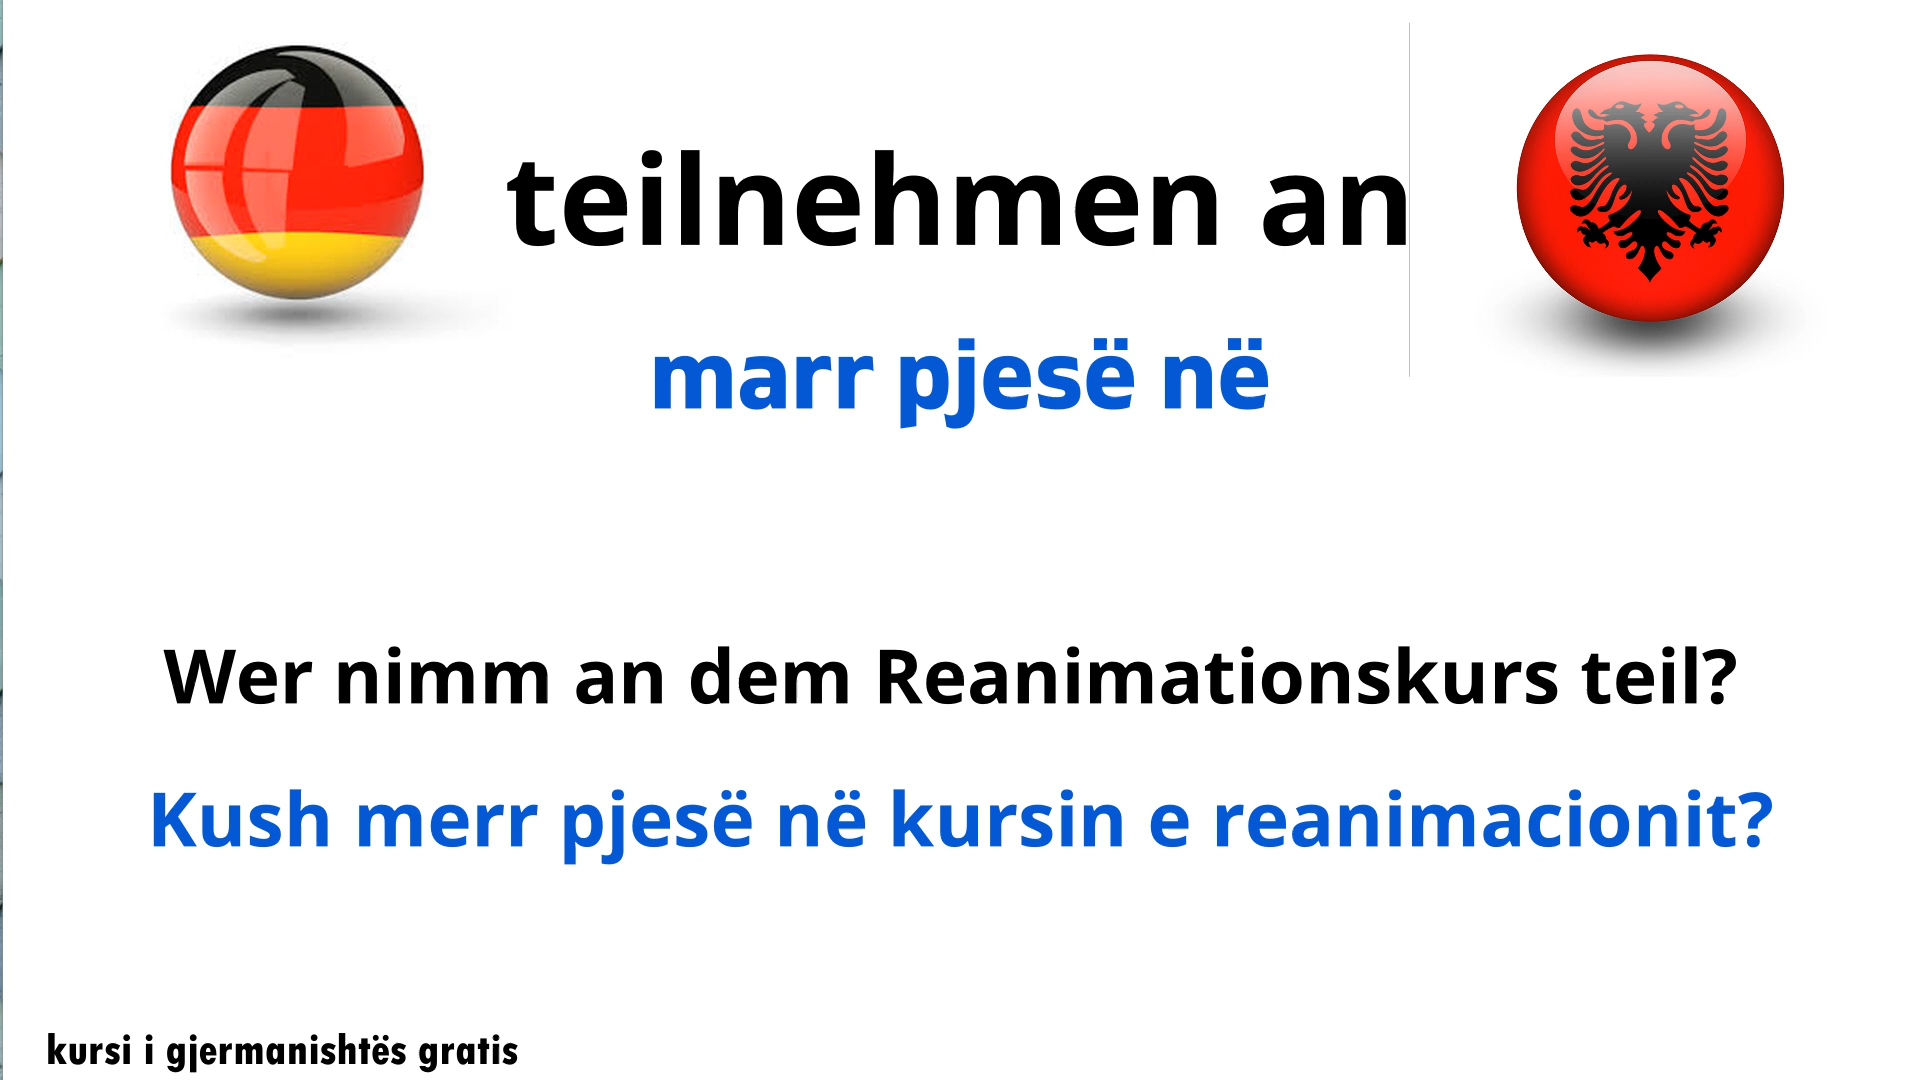 teilnehmen an
marr pjesë në
Wer nimm an dem Reanimationskurs teil?
Kush merr pjesë në kursin e reanimacionit?
kursi i gjermanishtës gratis